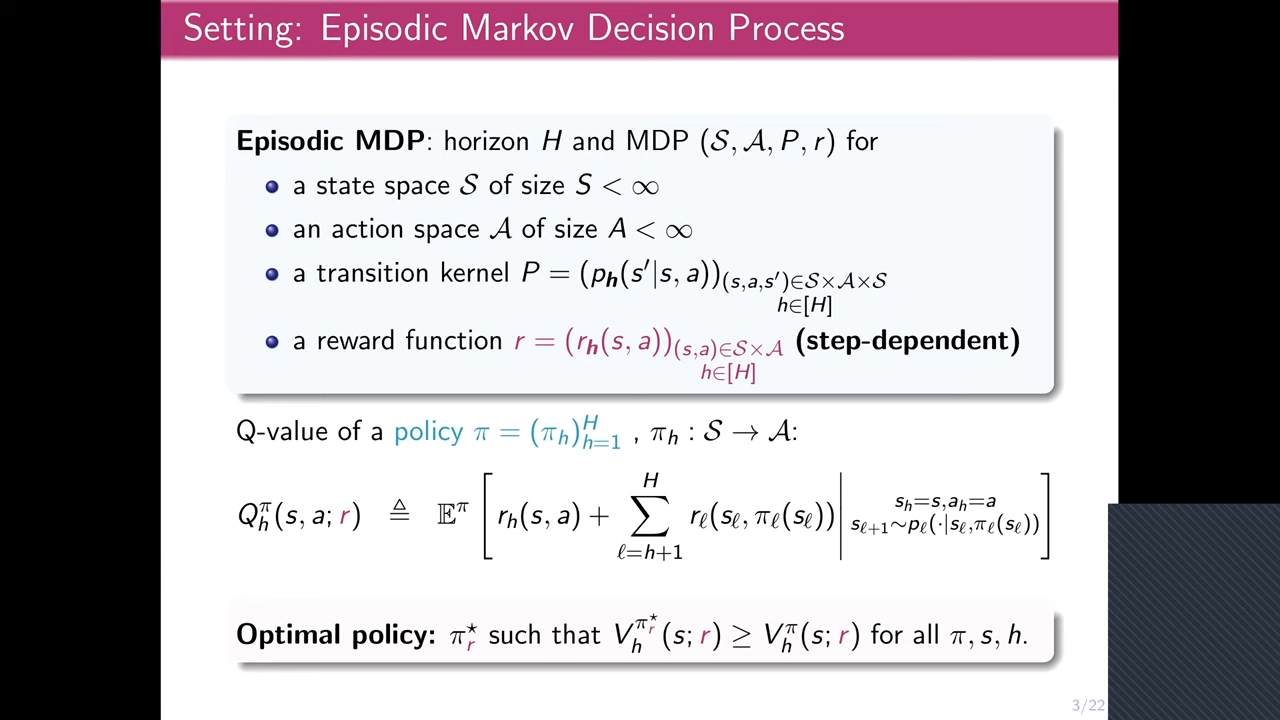 Setting: Episodic Markov Decision Process
Episodic MDP: horizon H and MDP (𝒮, 𝒜, P, r) for
• a state space 𝒮 of size S < ∞
• an action space 𝒜 of size A < ∞
• a transition kernel P = (p_h(s′|s, a))_{(s,a,s′)∈𝒮×𝒜×𝒮, h∈[H]}
• a reward function r = (r_h(s, a))_{(s,a)∈𝒮×𝒜, h∈[H]} (step-dependent)
Q-value of a policy π = (π_h)_{h=1}^H , π_h : 𝒮 → 𝒜:
Q_h^π(s, a; r) ≜ 𝔼^π [ r_h(s, a) + ∑_{ℓ=h+1}^H r_ℓ(s_ℓ, π_ℓ(s_ℓ)) | s_h=s,a_h=a s_{ℓ+1}∼p_ℓ(·|s_ℓ,π_ℓ(s_ℓ)) ]
Optimal policy: π_r^⋆ such that V_h^{π_r^⋆}(s; r) ≥ V_h^π(s; r) for all π, s, h.
3/22